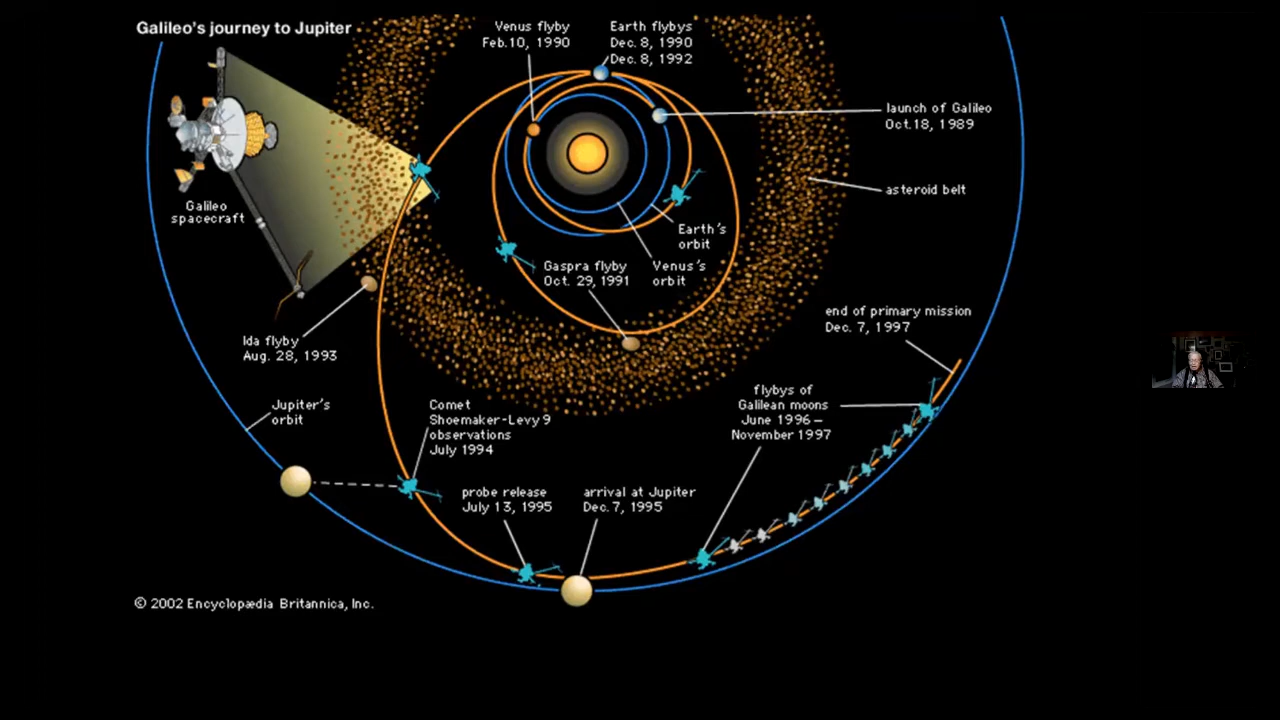 Galileo's journey to Jupiter
Venus flyby
Feb.10, 1990
Earth flybys
Dec. 8, 1990
Dec. 8, 1992
launch of Galileo
Oct.18, 1989
asteroid belt
Galileo
spacecraft
Earth's
orbit
Gaspra flyby
Oct. 29, 1991
Venus's
orbit
end of primary mission
Dec. 7, 1997
Ida flyby
Aug. 28, 1993
Jupiter's
orbit
Comet
Shoemaker-Levy 9
observations
July 1994
flybys of
Galilean moons
June 1996–
November 1997
probe release
July 13, 1995
arrival at Jupiter
Dec. 7, 1995
© 2002 Encyclopædia Britannica, Inc.